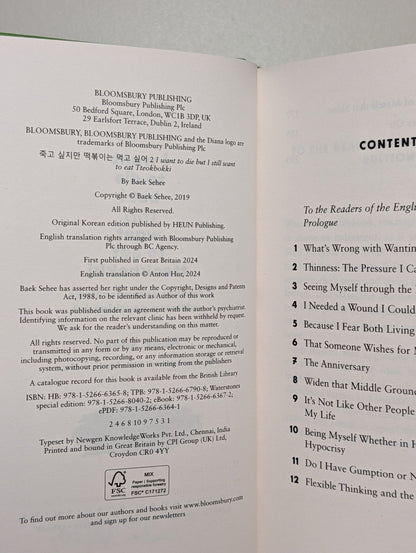 BLOOMSBURY PUBLISHING
Bloomsbury Publishing Plc
50 Bedford Square, London, WC1B 3DP, UK
29 Earlsfort Terrace, Dublin 2, Ireland
BLOOMSBURY, BLOOMSBURY PUBLISHING and the Diana logo are
trademarks of Bloomsbury Publishing Plc
죽고 싶지만 떡볶이는 먹고 싶어 2 I want to die but I still want
to eat Tteokbokki
By Baek Sehee
Copyright © Baek Sehee, 2019
All Rights Reserved.
Original Korean edition published by HEUN Publishing.
English translation rights arranged with Bloomsbury Publishing
Plc through BC Agency.
First published in Great Britain 2024
English translation © Anton Hur, 2024
Baek Sehee has asserted her right under the Copyright, Designs and Patents
Act, 1988, to be identified as Author of this work
This book was published under an agreement with the author's psychiatrist.
Identifying information on the relevant clinic has been withheld by request.
We ask for the reader's understanding on this matter.
All rights reserved. No part of this publication may be reproduced or
transmitted in any form or by any means, electronic or mechanical,
including photocopying, recording, or any information storage or retrieval
system, without prior permission in writing from the publishers
A catalogue record for this book is available from the British Library
ISBN: HB: 978-1-5266-6365-8; TPB: 978-1-5266-6790-8; Waterstones
special edition: 978-1-5266-8040-2; eBook: 978-1-5266-6367-2;
ePDF: 978-1-5266-6364-1
2 4 6 8 10 9 7 5 3 1
Typeset by Newgen KnowledgeWorks Pvt. Ltd., Chennai, India
Printed and bound in Great Britain by CPI Group (UK) Ltd,
Croydon CR0 4YY
FSC
www.fsc.org
MIX
Paper | Supporting
responsible forestry
FSC® C171272
To find out more about our authors and books visit www.bloomsbury.com
and sign up for our newsletters
CONTENT
To the Readers of the Engli
Prologue
1 What's Wrong with Wantin
2 Thinness: The Pressure I Ca
3 Seeing Myself through the
4 I Needed a Wound I Could
5 Because I Fear Both Living
6 That Someone Wishes for M
7 The Anniversary
8 Widen that Middle Ground
9 It's Not Like Other People
My Life
10 Being Myself Whether in H
Hypocrisy
11 Do I Have Gumption or N
12 Flexible Thinking and the